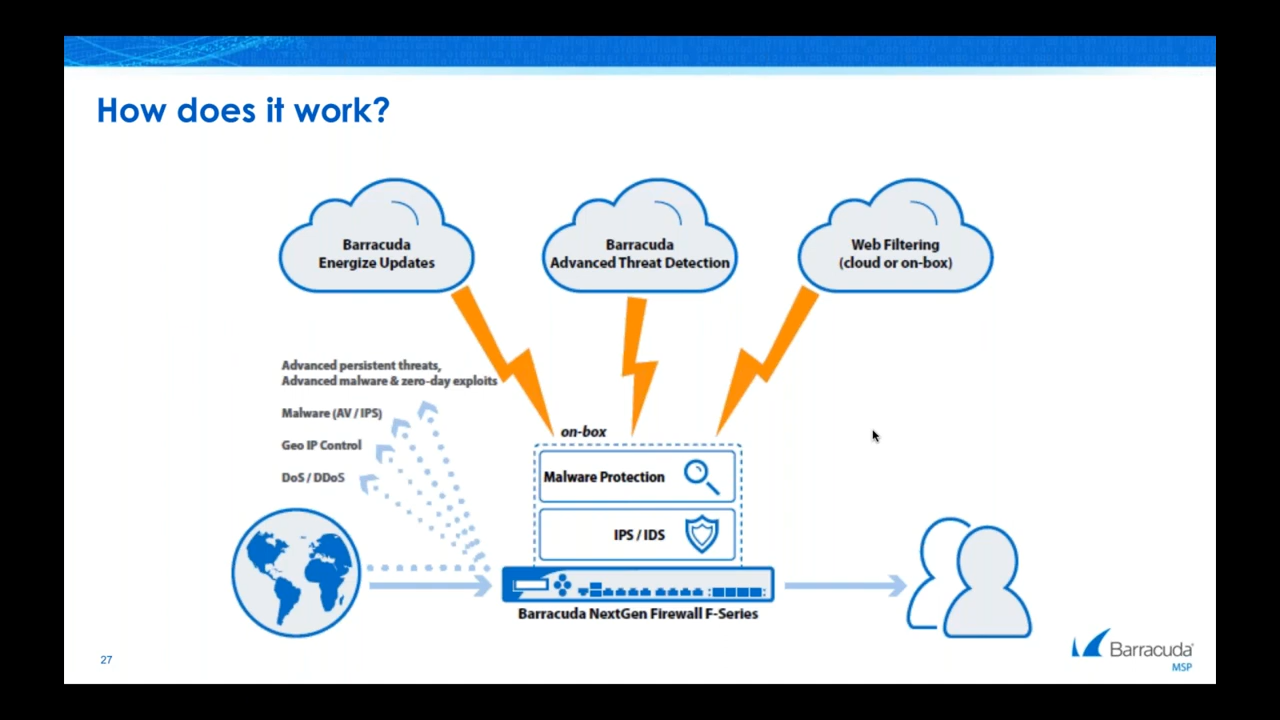 How does it work?
Barracuda
Energize Updates
Barracuda
Advanced Threat Detection
Web Filtering
(cloud or on-box)
Advanced persistent threats,
Advanced malware & zero-day exploits
Malware (AV / IPS)
Geo IP Control
DoS / DDoS
on-box
Malware Protection
IPS / IDS
Barracuda NextGen Firewall F-Series
27
Barracuda
MSP